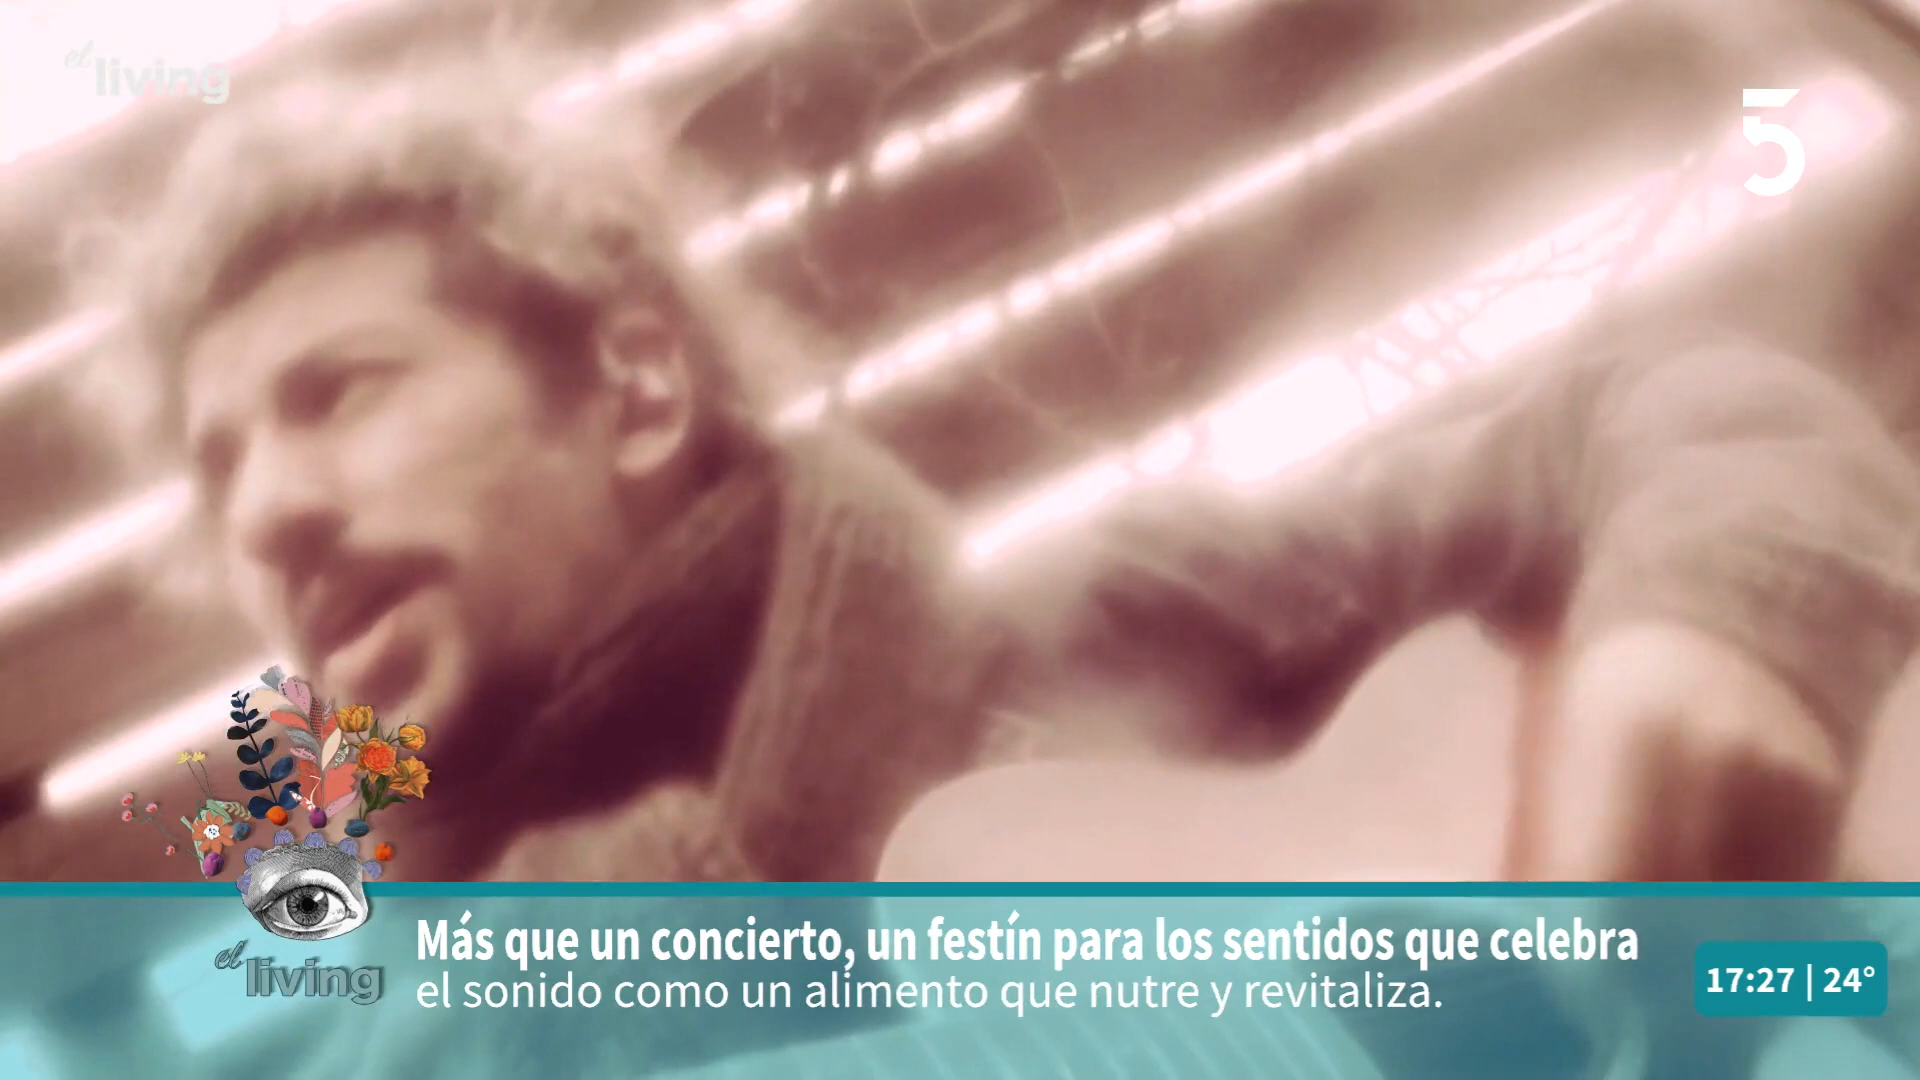 el living
5
Más que un concierto, un festín para los sentidos que celebra
el sonido como un alimento que nutre y revitaliza.
el living
17:27 | 24°